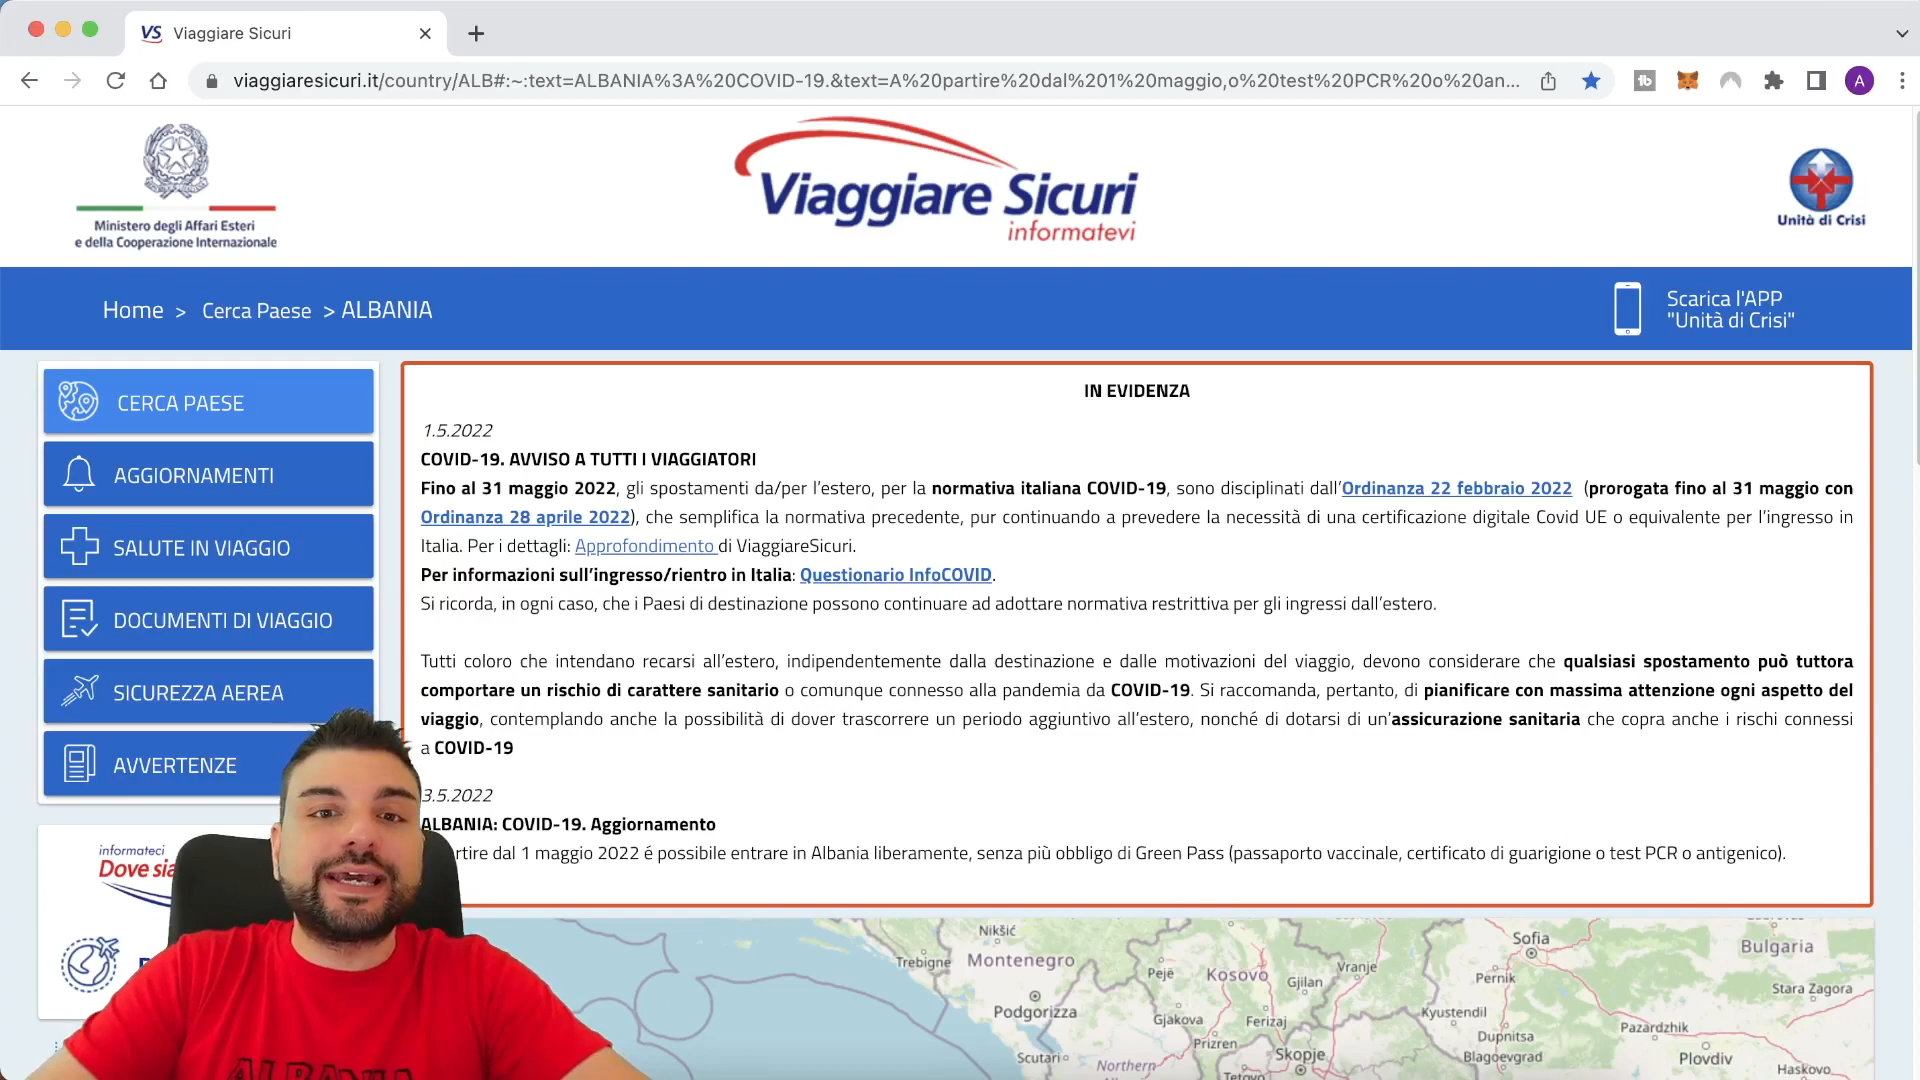 VS Viaggiare Sicuri
viaggiaresicuri.it/country/ALB#:~:text=ALBANIA%3A%20COVID-19.&text=A%20partire%20dal%201%20maggio,o%20test%20PCR%20o%20an...
tb
A
Ministero degli Affari Esteri
e della Cooperazione Internazionale
Viaggiare Sicuri
informatevi
Unità di Crisi
Home > Cerca Paese > ALBANIA
Scarica l'APP
"Unità di Crisi"
CERCA PAESE
AGGIORNAMENTI
SALUTE IN VIAGGIO
DOCUMENTI DI VIAGGIO
SICUREZZA AEREA
AVVERTENZE
informateci
Dove sia
IN EVIDENZA
1.5.2022
COVID-19. AVVISO A TUTTI I VIAGGIATORI
Fino al 31 maggio 2022, gli spostamenti da/per l'estero, per la normativa italiana COVID-19, sono disciplinati dall'Ordinanza 22 febbraio 2022 (prorogata fino al 31 maggio con
Ordinanza 28 aprile 2022), che semplifica la normativa precedente, pur continuando a prevedere la necessità di una certificazione digitale Covid UE o equivalente per l'ingresso in
Italia. Per i dettagli: Approfondimento di ViaggiareSicuri.
Per informazioni sull'ingresso/rientro in Italia: Questionario InfoCOVID.
Si ricorda, in ogni caso, che i Paesi di destinazione possono continuare ad adottare normativa restrittiva per gli ingressi dall'estero.
Tutti coloro che intendano recarsi all'estero, indipendentemente dalla destinazione e dalle motivazioni del viaggio, devono considerare che qualsiasi spostamento può tuttora
comportare un rischio di carattere sanitario o comunque connesso alla pandemia da COVID-19. Si raccomanda, pertanto, di pianificare con massima attenzione ogni aspetto del
viaggio, contemplando anche la possibilità di dover trascorrere un periodo aggiuntivo all'estero, nonché di dotarsi di un'assicurazione sanitaria che copra anche i rischi connessi
a COVID-19
3.5.2022
ALBANIA: COVID-19. Aggiornamento
rtire dal 1 maggio 2022 é possibile entrare in Albania liberamente, senza più obbligo di Green Pass (passaporto vaccinale, certificato di guarigione o test PCR o antigenico).
Nikšić
Trebigne
Montenegro
Podgorizza
Scutari
Pejë
Kosovo
Gjilan
Vranje
Gjakova
Ferizaj
Prizren
Skopje
Northern
Tetovo
Sofia
Pernik
Bulgaria
Stara Zagora
Kyustendil
Dupnitsa
Blagoevgrad
Pazardzhik
Plovdiv
Haskovo
ALBANIA